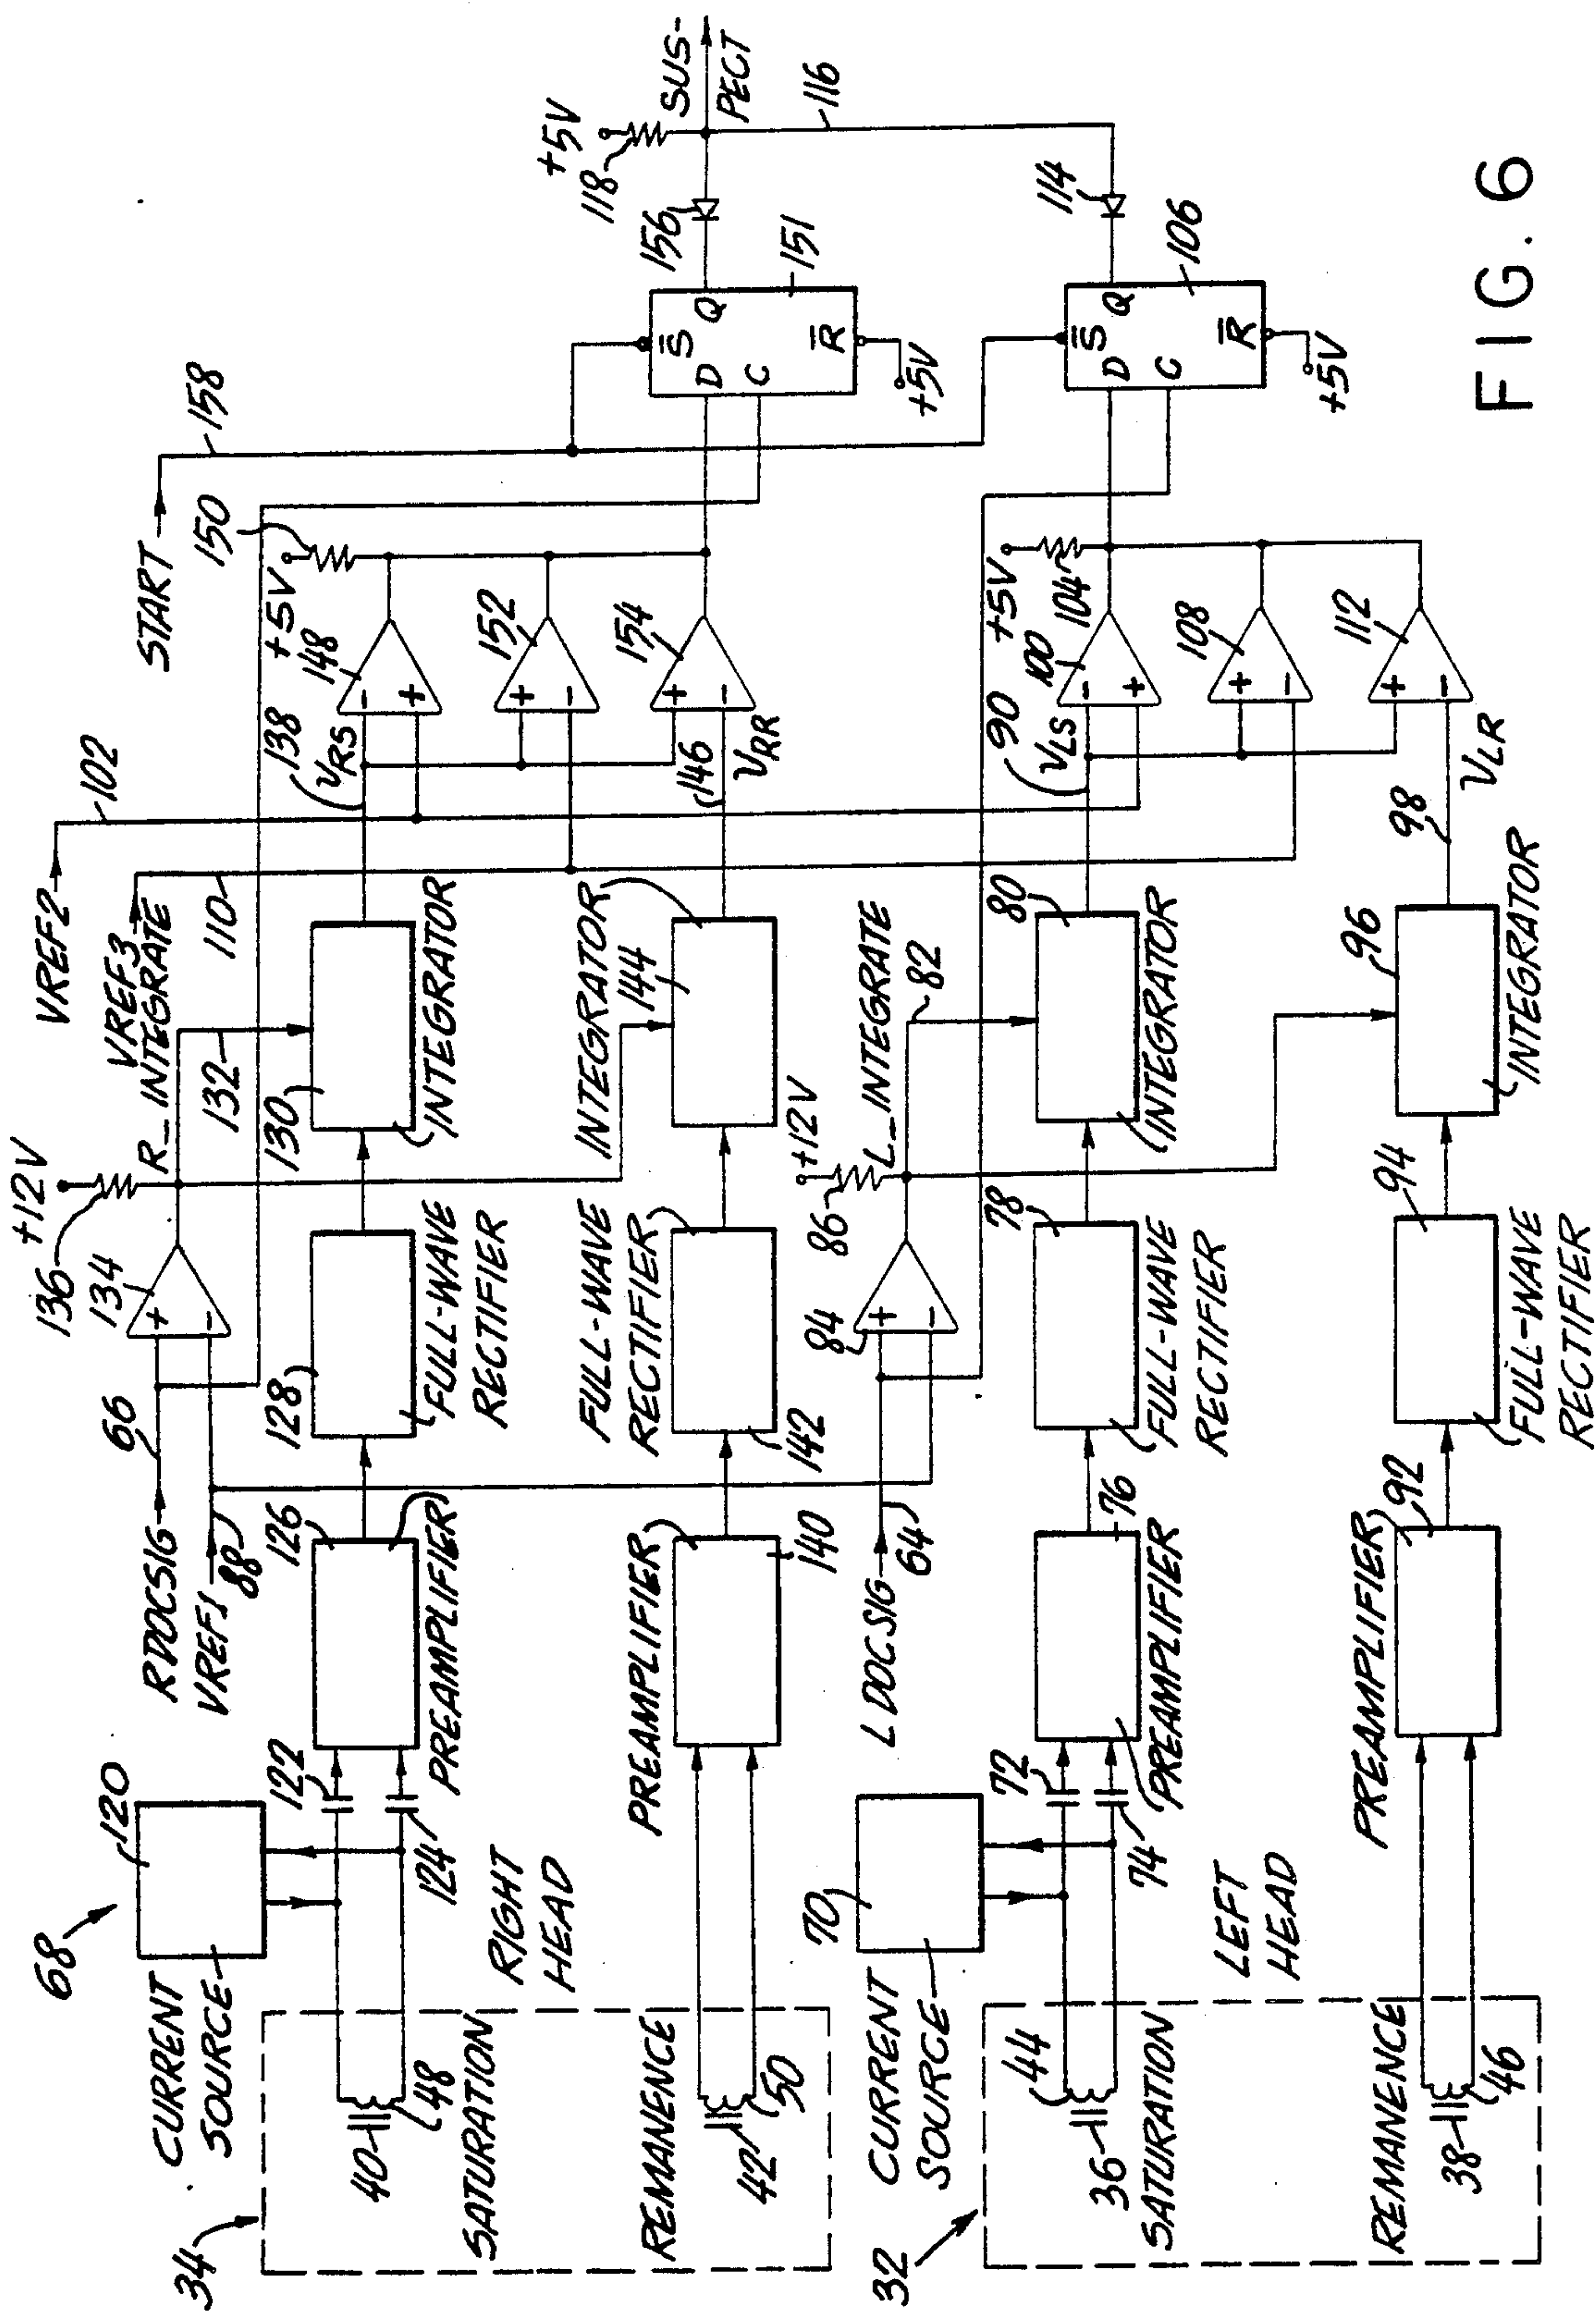 68
120
CURRENT
SOURCE
34
40
48
SATURATION
REMANENCE
42
50
RIGHT
HEAD
122
124
126
PREAMPLIFIER
PREAMPLIFIER
140
RDOCSIG
66
VREF1
88
128
FULL-WAVE
RECTIFIER
FULL-WAVE
RECTIFIER
142
+12V
136
134
R_INTEGRATE
132
130
INTEGRATOR
INTEGRATOR
144
VREF2
102
VREF3
110
138
VRS
146
VRR
START
158
150
+5V
148
-
+
152
+
-
154
+
-
S
D
Q
C
R
+5V
151
156
118
+5V
SUS-
PECT
116
32
CURRENT
SOURCE
70
44
36
SATURATION
REMANENCE
38
46
LEFT
HEAD
72
74
76
PREAMPLIFIER
PREAMPLIFIER
92
LDOCSIG
64
84
+
-
86
+12V
L_INTEGRATE
82
78
FULL-WAVE
RECTIFIER
94
FULL-WAVE
RECTIFIER
80
INTEGRATOR
96
INTEGRATOR
90
VLS
98
VLR
+5V
104
100
-
+
108
+
-
112
+
-
S
D
Q
C
R
+5V
106
114
FIG. 6